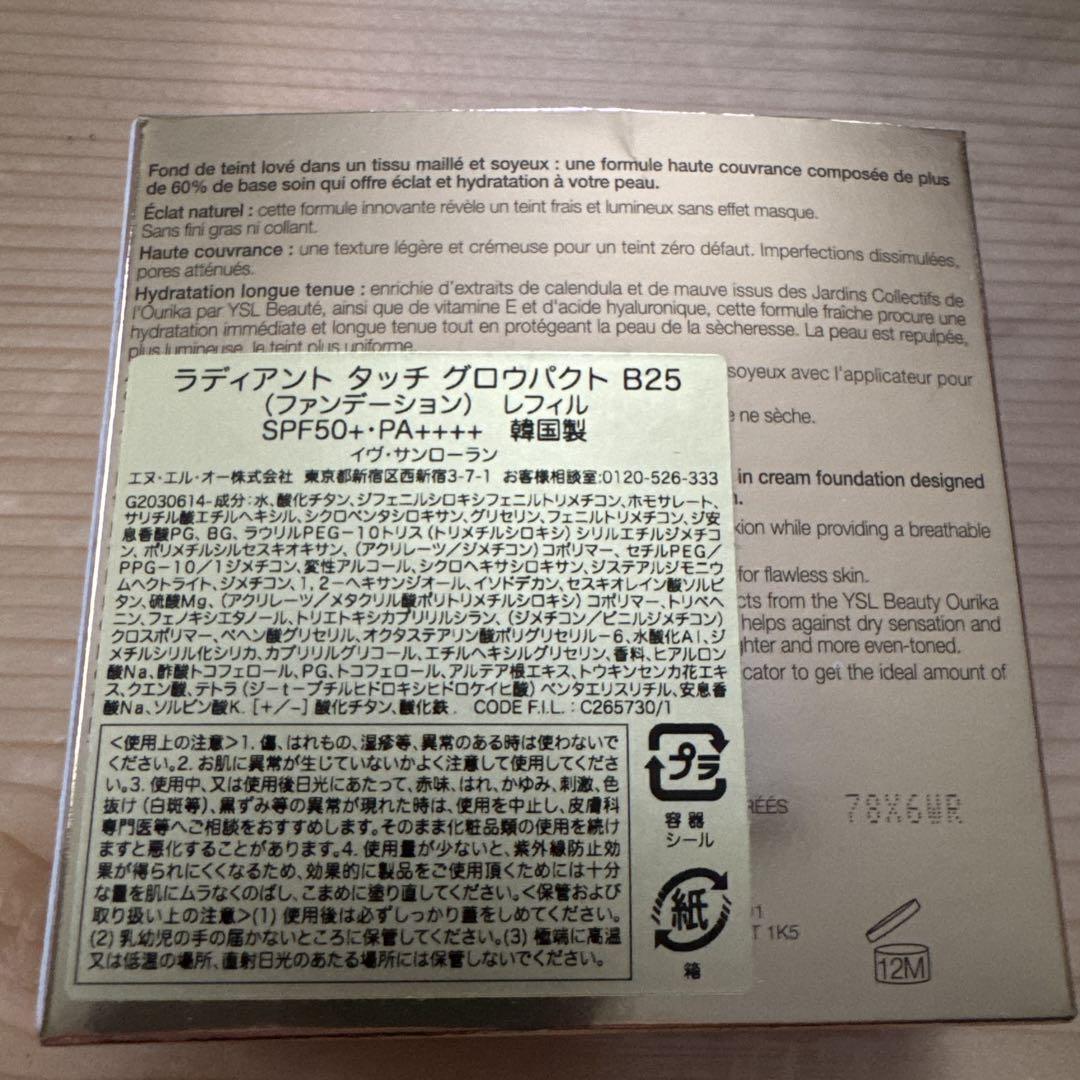 Fond de teint lové dans un tissu maillé et soyeux : une formule haute couvrance composée de plus
de 60% de base soin qui offre éclat et hydratation à votre peau.
Éclat naturel : cette formule innovante révèle un teint frais et lumineux sans effet masque.
Sans fini gras ni collant.
Haute couvrance : une texture légère et crémeuse pour un teint zéro défaut. Imperfections dissimulées,
pores atténués.
Hydratation longue tenue : enrichie d'extraits de calendula et de mauve issus des Jardins Collectifs de
l'Ourika par YSL Beauté, ainsi que de vitamine E et d'acide hyaluronique, cette formule fraîche procure une
hydratation immédiate et longue tenue tout en protégeant la peau de la sècheresse. La peau est repulpée,
plus lumineuse, le teint plus uniforme.
soyeux avec l'applicateur pour
ne sèche.
in cream foundation designed
while providing a breathable
for flawless skin.
from the YSL Beauty Ourika
helps against dry sensation and
and more even-toned.
to get the ideal amount of
ラディアント タッチ グロウパクト B25
(ファンデーション) レフィル
SPF50+・PA++++ 韓国製
イヴ・サンローラン
エヌ・エル・オー株式会社 東京都新宿区西新宿3-7-1 お客様相談室:0120-526-333
G2030614-成分:水、酸化チタン、ジフェニルシロキシフェニルトリメチコン、ホモサレート、
サリチル酸エチルヘキシル、シクロペンタシロキサン、グリセリン、フェニルトリメチコン、ジ安
息香酸PG、BG、ラウリルPEG-10トリス(トリメチルシロキシ)シリルエチルジメチコ
ン、ポリメチルシルセスキオキサン、(アクリレーツ/ジメチコン)コポリマー、セチルPEG/
PPG-10/1ジメチコン、変性アルコール、シクロヘキサシロキサン、ジステアルジモニウ
ムヘクトライト、ジメチコン、1,2-ヘキサンジオール、イソドデカン、セスキオレイン酸ソルビ
タン、硫酸Mg、(アクリレーツ/メタクリル酸ポリトリメチルシロキシ)コポリマー、トリベヘ
ニン、フェノキシエタノール、トリエトキシカプリリルシラン、(ジメチコン/ビニルジメチコン)
クロスポリマー、ベヘン酸グリセリル、オクタステアリン酸ポリグリセリル-6、水酸化Al、ジ
メチルシリル化シリカ、カプリリルグリコール、エチルヘキシルグリセリン、香料、ヒアルロン
酸Na、酢酸トコフェロール、PG、トコフェロール、アルテア根エキス、トウキンセンカ花エキ
ス、クエン酸、テトラ(ジ-t-ブチルヒドロキシヒドロケイヒ酸)ペンタエリスリチル、安息香
酸Na、ソルビン酸K. [+/-]酸化チタン、酸化鉄 . CODE F.I.L. : C265730/1
<使用上の注意>1. 傷、はれもの、湿疹等、異常のある時は使わないで
ください。2. お肌に異常が生じていないかよく注意して使用してくださ
い。3. 使用中、又は使用後日光にあたって、赤味、はれ、かゆみ、刺激、色
抜け(白斑等)、黒ずみ等の異常が現れた時は、使用を中止し、皮膚科
専門医等へご相談をおすすめします。そのまま化粧品類の使用を続け
ますと悪化することがあります。4. 使用量が少ないと、紫外線防止効
果が得られにくくなるため、効果的に製品をご使用頂くためには十分
な量を肌にムラなくのばし、こまめに塗り直してください。<保管および
取り扱い上の注意>(1) 使用後は必ずしっかり蓋をしめてください。
(2) 乳幼児の手の届かないところに保管してください。(3) 極端に高温
又は低温の場所、直射日光のあたる場所には保管しないでください。
プラ
容器
シール
紙
箱
78X6WR
1K5
12M